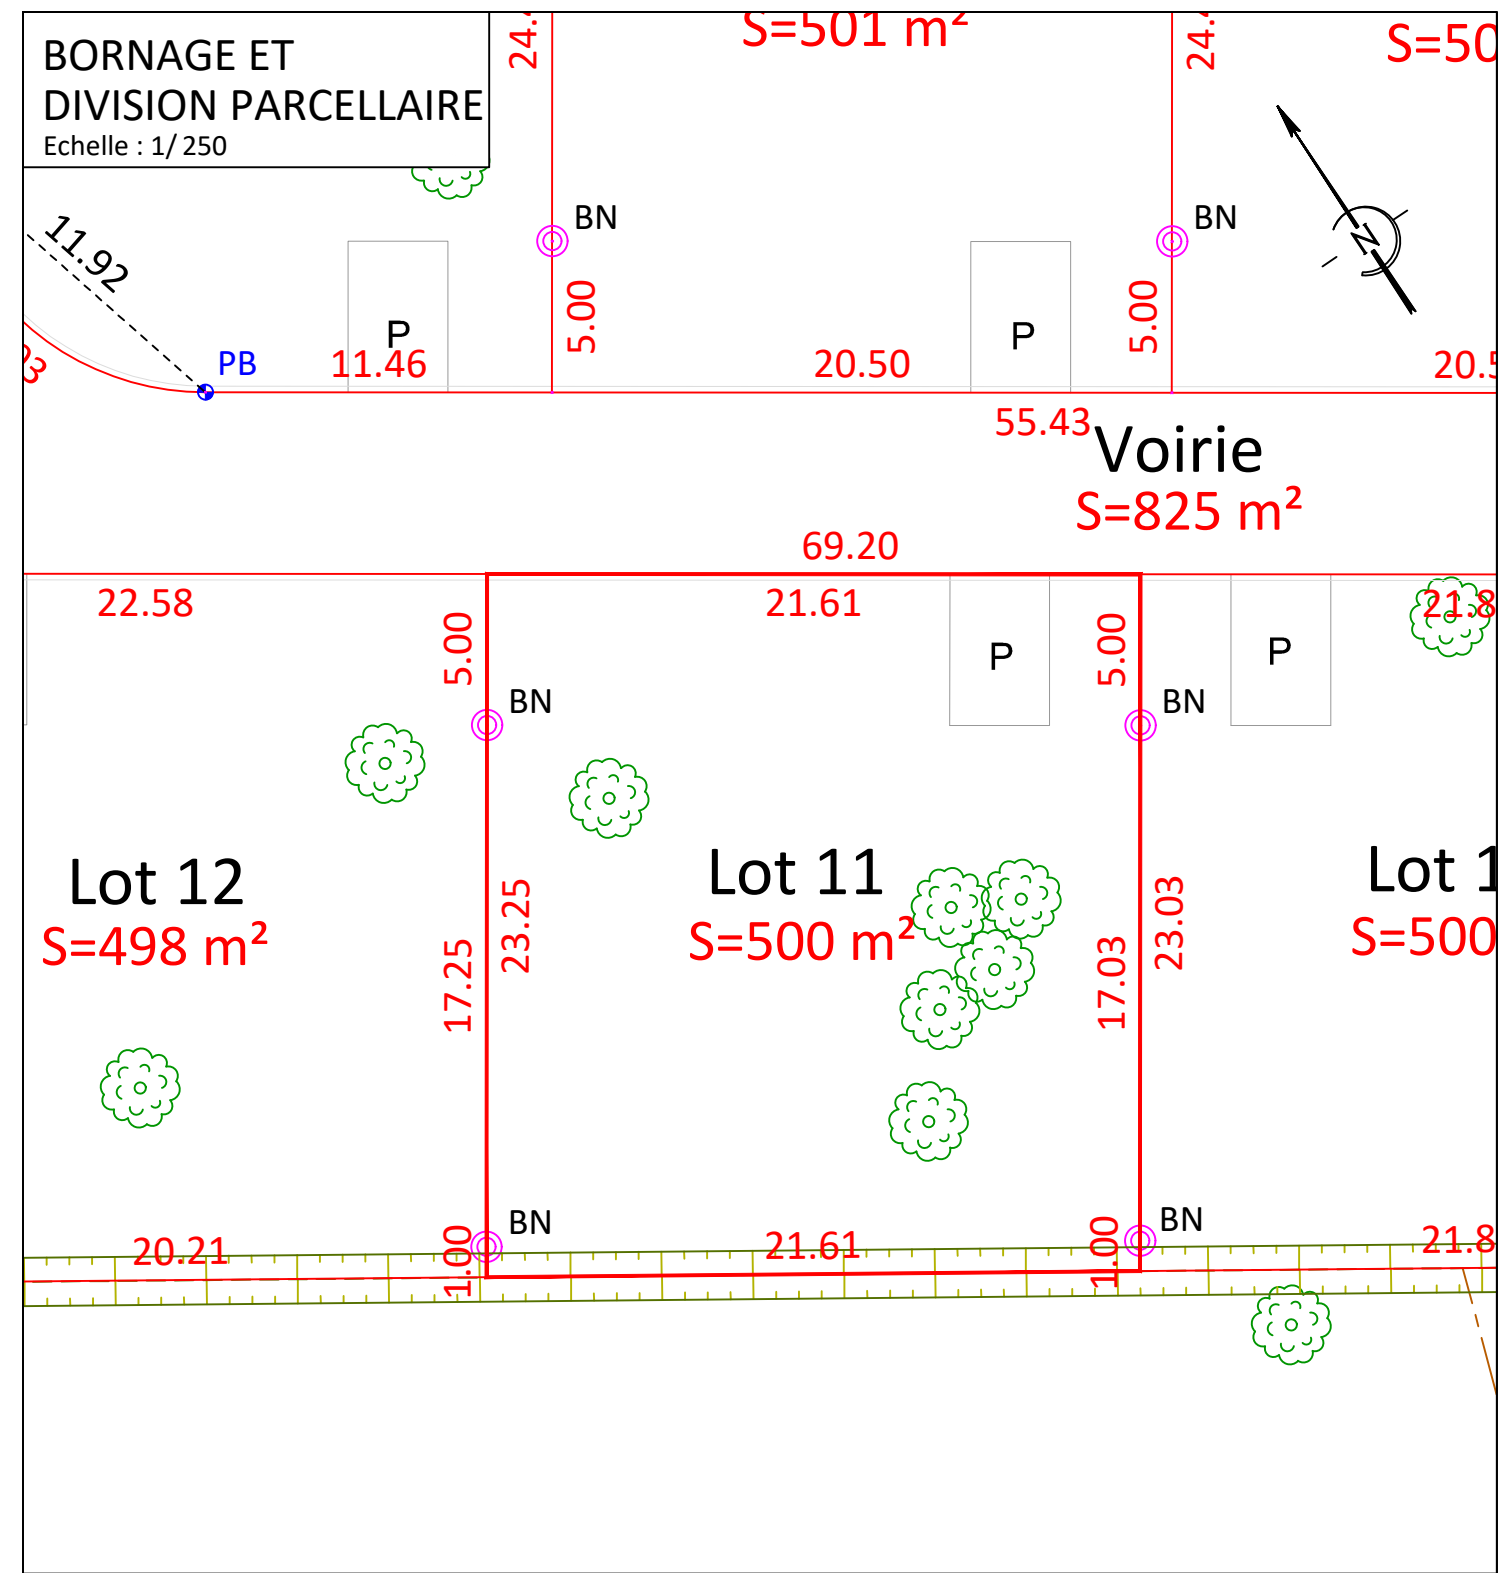 BORNAGE ET
DIVISION PARCELLAIRE
Echelle : 1/ 250
S=501 m²
BN
BN
N
11.92
5.00
5.00
P
P
PB
11.46
20.50
55.43
Voirie
S=825 m²
69.20
22.58
21.61
5.00
5.00
P
P
BN
BN
Lot 12
S=498 m²
Lot 11
S=500 m²
S=500
17.25
23.25
17.03
23.03
BN
BN
20.21
1.00
21.61
1.00